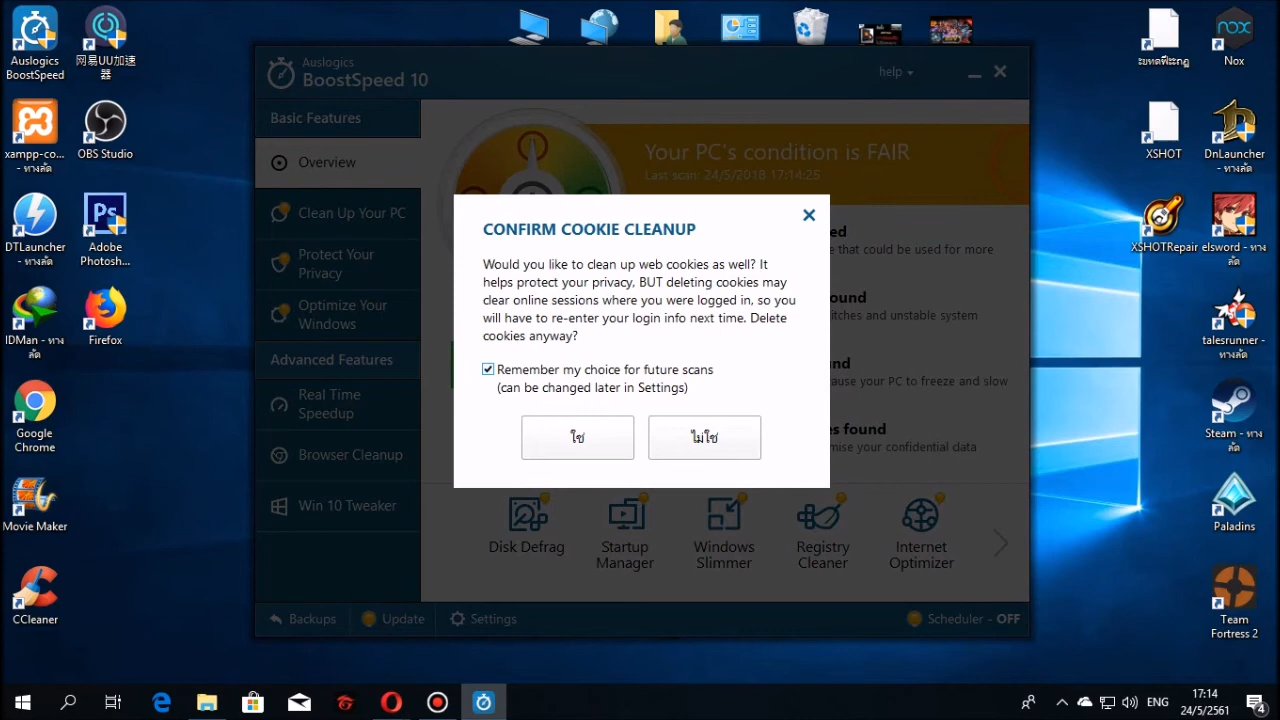 Auslogics
BoostSpeed
网易UU加速
器
xampp-co...
- ทางลัด
OBS Studio
DTLauncher
- ทางลัด
Adobe
Photosh...
IDMan - ทาง
ลัด
Firefox
Google
Chrome
Movie Maker
CCleaner
Auslogics
BoostSpeed 10
help
Basic Features
Overview
Clean Up Your PC
Protect Your
Privacy
Optimize Your
Windows
Advanced Features
Real Time
Speedup
Browser Cleanup
Win 10 Tweaker
Your PC's condition is FAIR
Last scan: 24/5/2018 17:14:25
ed
e that could be used for more
ound
itches and unstable system
und
ause your PC to freeze and slow
es found
mise your confidential data
CONFIRM COOKIE CLEANUP
Would you like to clean up web cookies as well? It
helps protect your privacy, BUT deleting cookies may
clear online sessions where you were logged in, so you
will have to re-enter your login info next time. Delete
cookies anyway?
Remember my choice for future scans
(can be changed later in Settings)
ใช่
ไม่ใช่
Disk Defrag
Startup
Manager
Windows
Slimmer
Registry
Cleaner
Internet
Optimizer
Backups
Update
Settings
Scheduler - OFF
nox
Nox
XSHOT
DnLauncher
- ทางลัด
XSHOTRepair
elsword - ทาง
ลัด
talesrunner -
ทางลัด
Steam - ทาง
ลัด
Paladins
Team
Fortress 2
ENG
17:14
24/5/2561
4